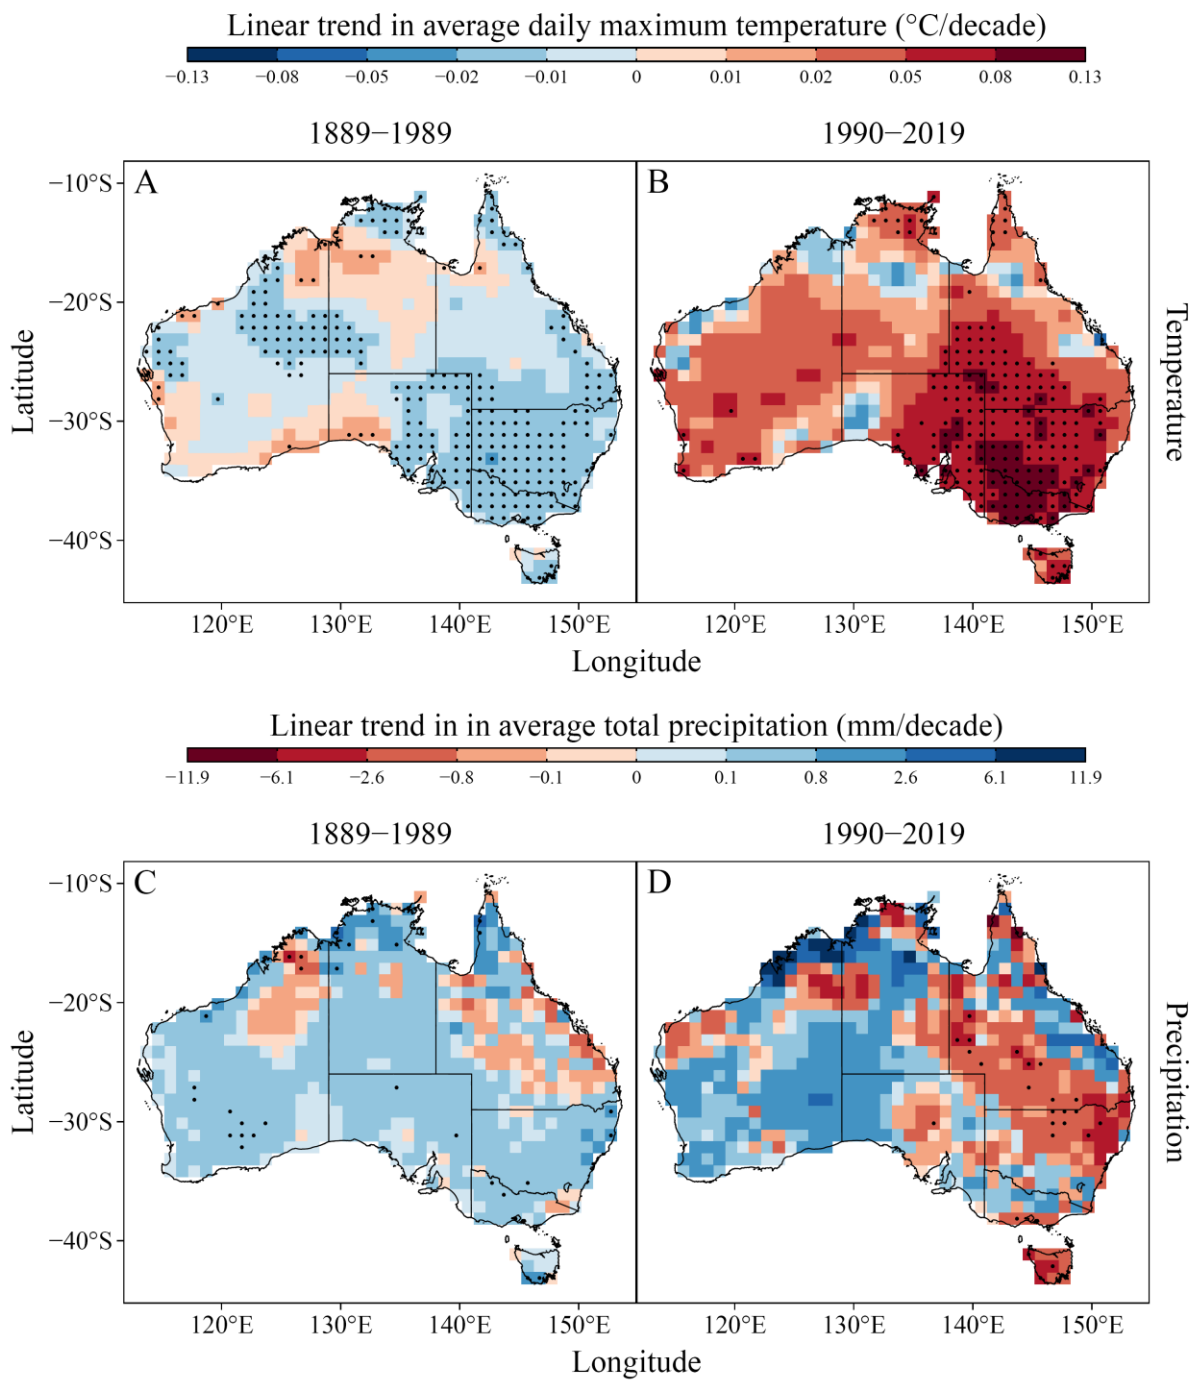 Linear trend in average daily maximum temperature (°C/decade)
−0.13 −0.08 −0.05 −0.02 −0.01 0 0.01 0.02 0.05 0.08 0.13
1889−1989 1990−2019
A B
−10°S
−20°S
−30°S
−40°S
Latitude
Temperature
120°E 130°E 140°E 150°E 120°E 130°E 140°E 150°E
Longitude
Linear trend in in average total precipitation (mm/decade)
−11.9 −6.1 −2.6 −0.8 −0.1 0 0.1 0.8 2.6 6.1 11.9
1889−1989 1990−2019
C D
−10°S
−20°S
−30°S
−40°S
Latitude
Precipitation
120°E 130°E 140°E 150°E 120°E 130°E 140°E 150°E
Longitude